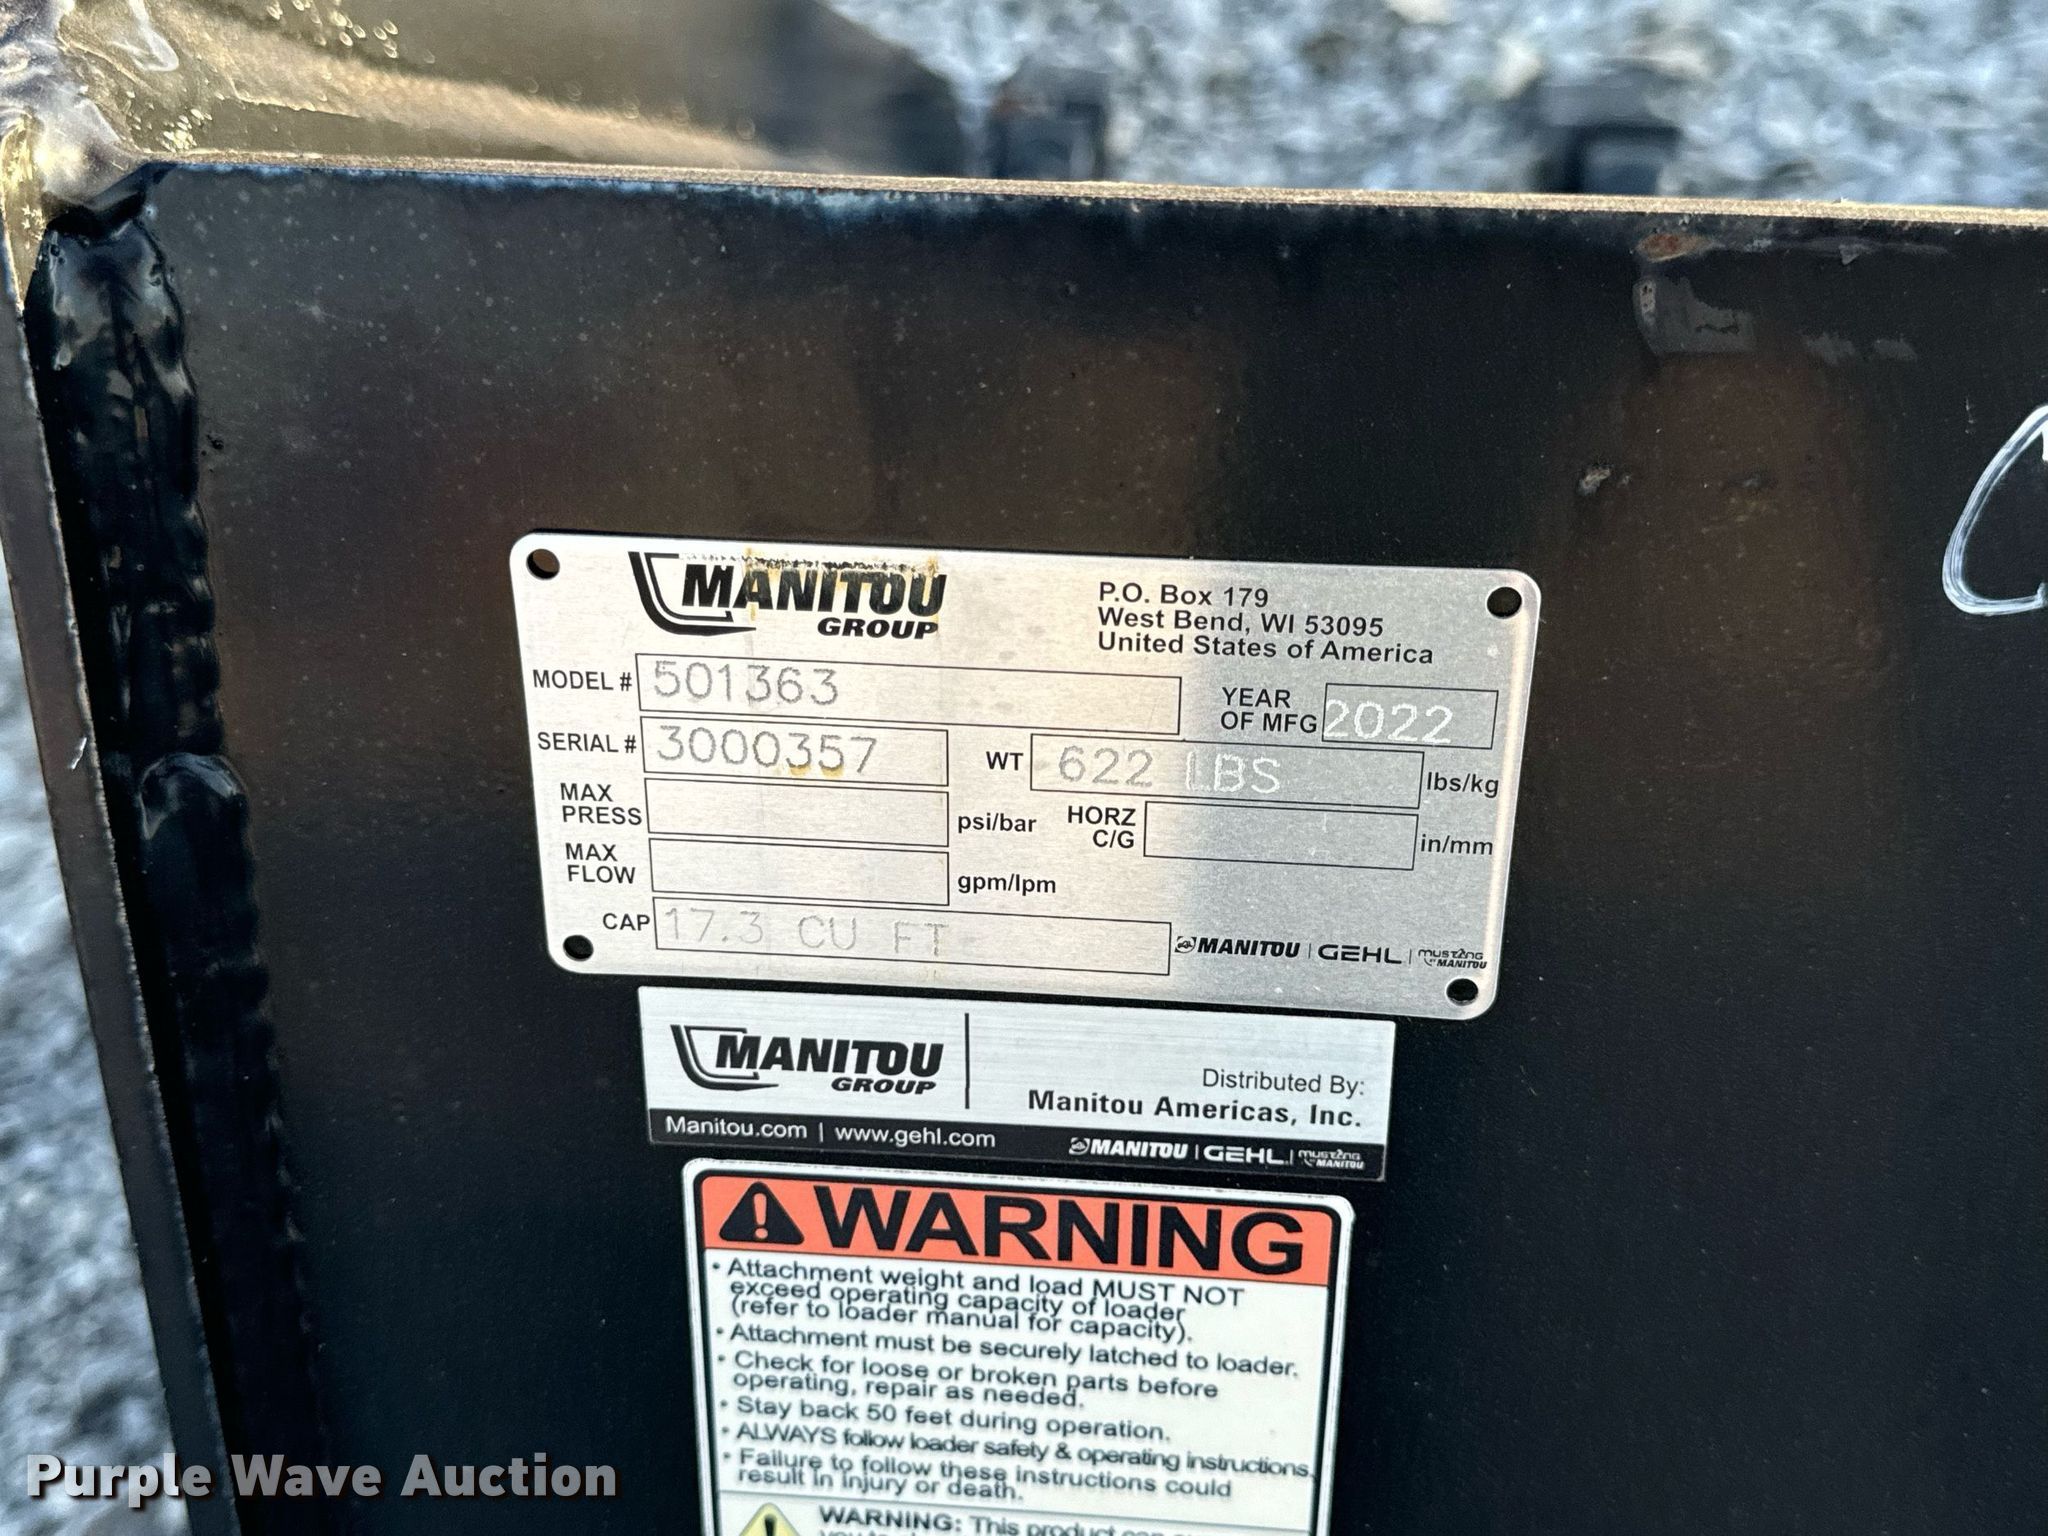 MANITOU
GROUP
P.O. Box 179
West Bend, WI 53095
United States of America
MODEL # 501363
YEAR
OF MFG 2022
SERIAL # 3000357
WT 622 LBS lbs/kg
MAX
PRESS psi/bar
HORZ
C/G in/mm
MAX
FLOW gpm/lpm
CAP 17.3 CU FT
MANITOU | GEHL | MUSTANG
BY MANITOU
MANITOU
GROUP
Distributed By:
Manitou Americas, Inc.
Manitou.com | www.gehl.com
MANITOU | GEHL | MUSTANG
BY MANITOU
WARNING
• Attachment weight and load MUST NOT
exceed operating capacity of loader
(refer to loader manual for capacity).
• Attachment must be securely latched to loader.
• Check for loose or broken parts before
operating, repair as needed.
• Stay back 50 feet during operation.
• ALWAYS follow loader safety & operating instructions.
• Failure to follow these instructions could
result in injury or death.
WARNING: This product can
Purple Wave Auction